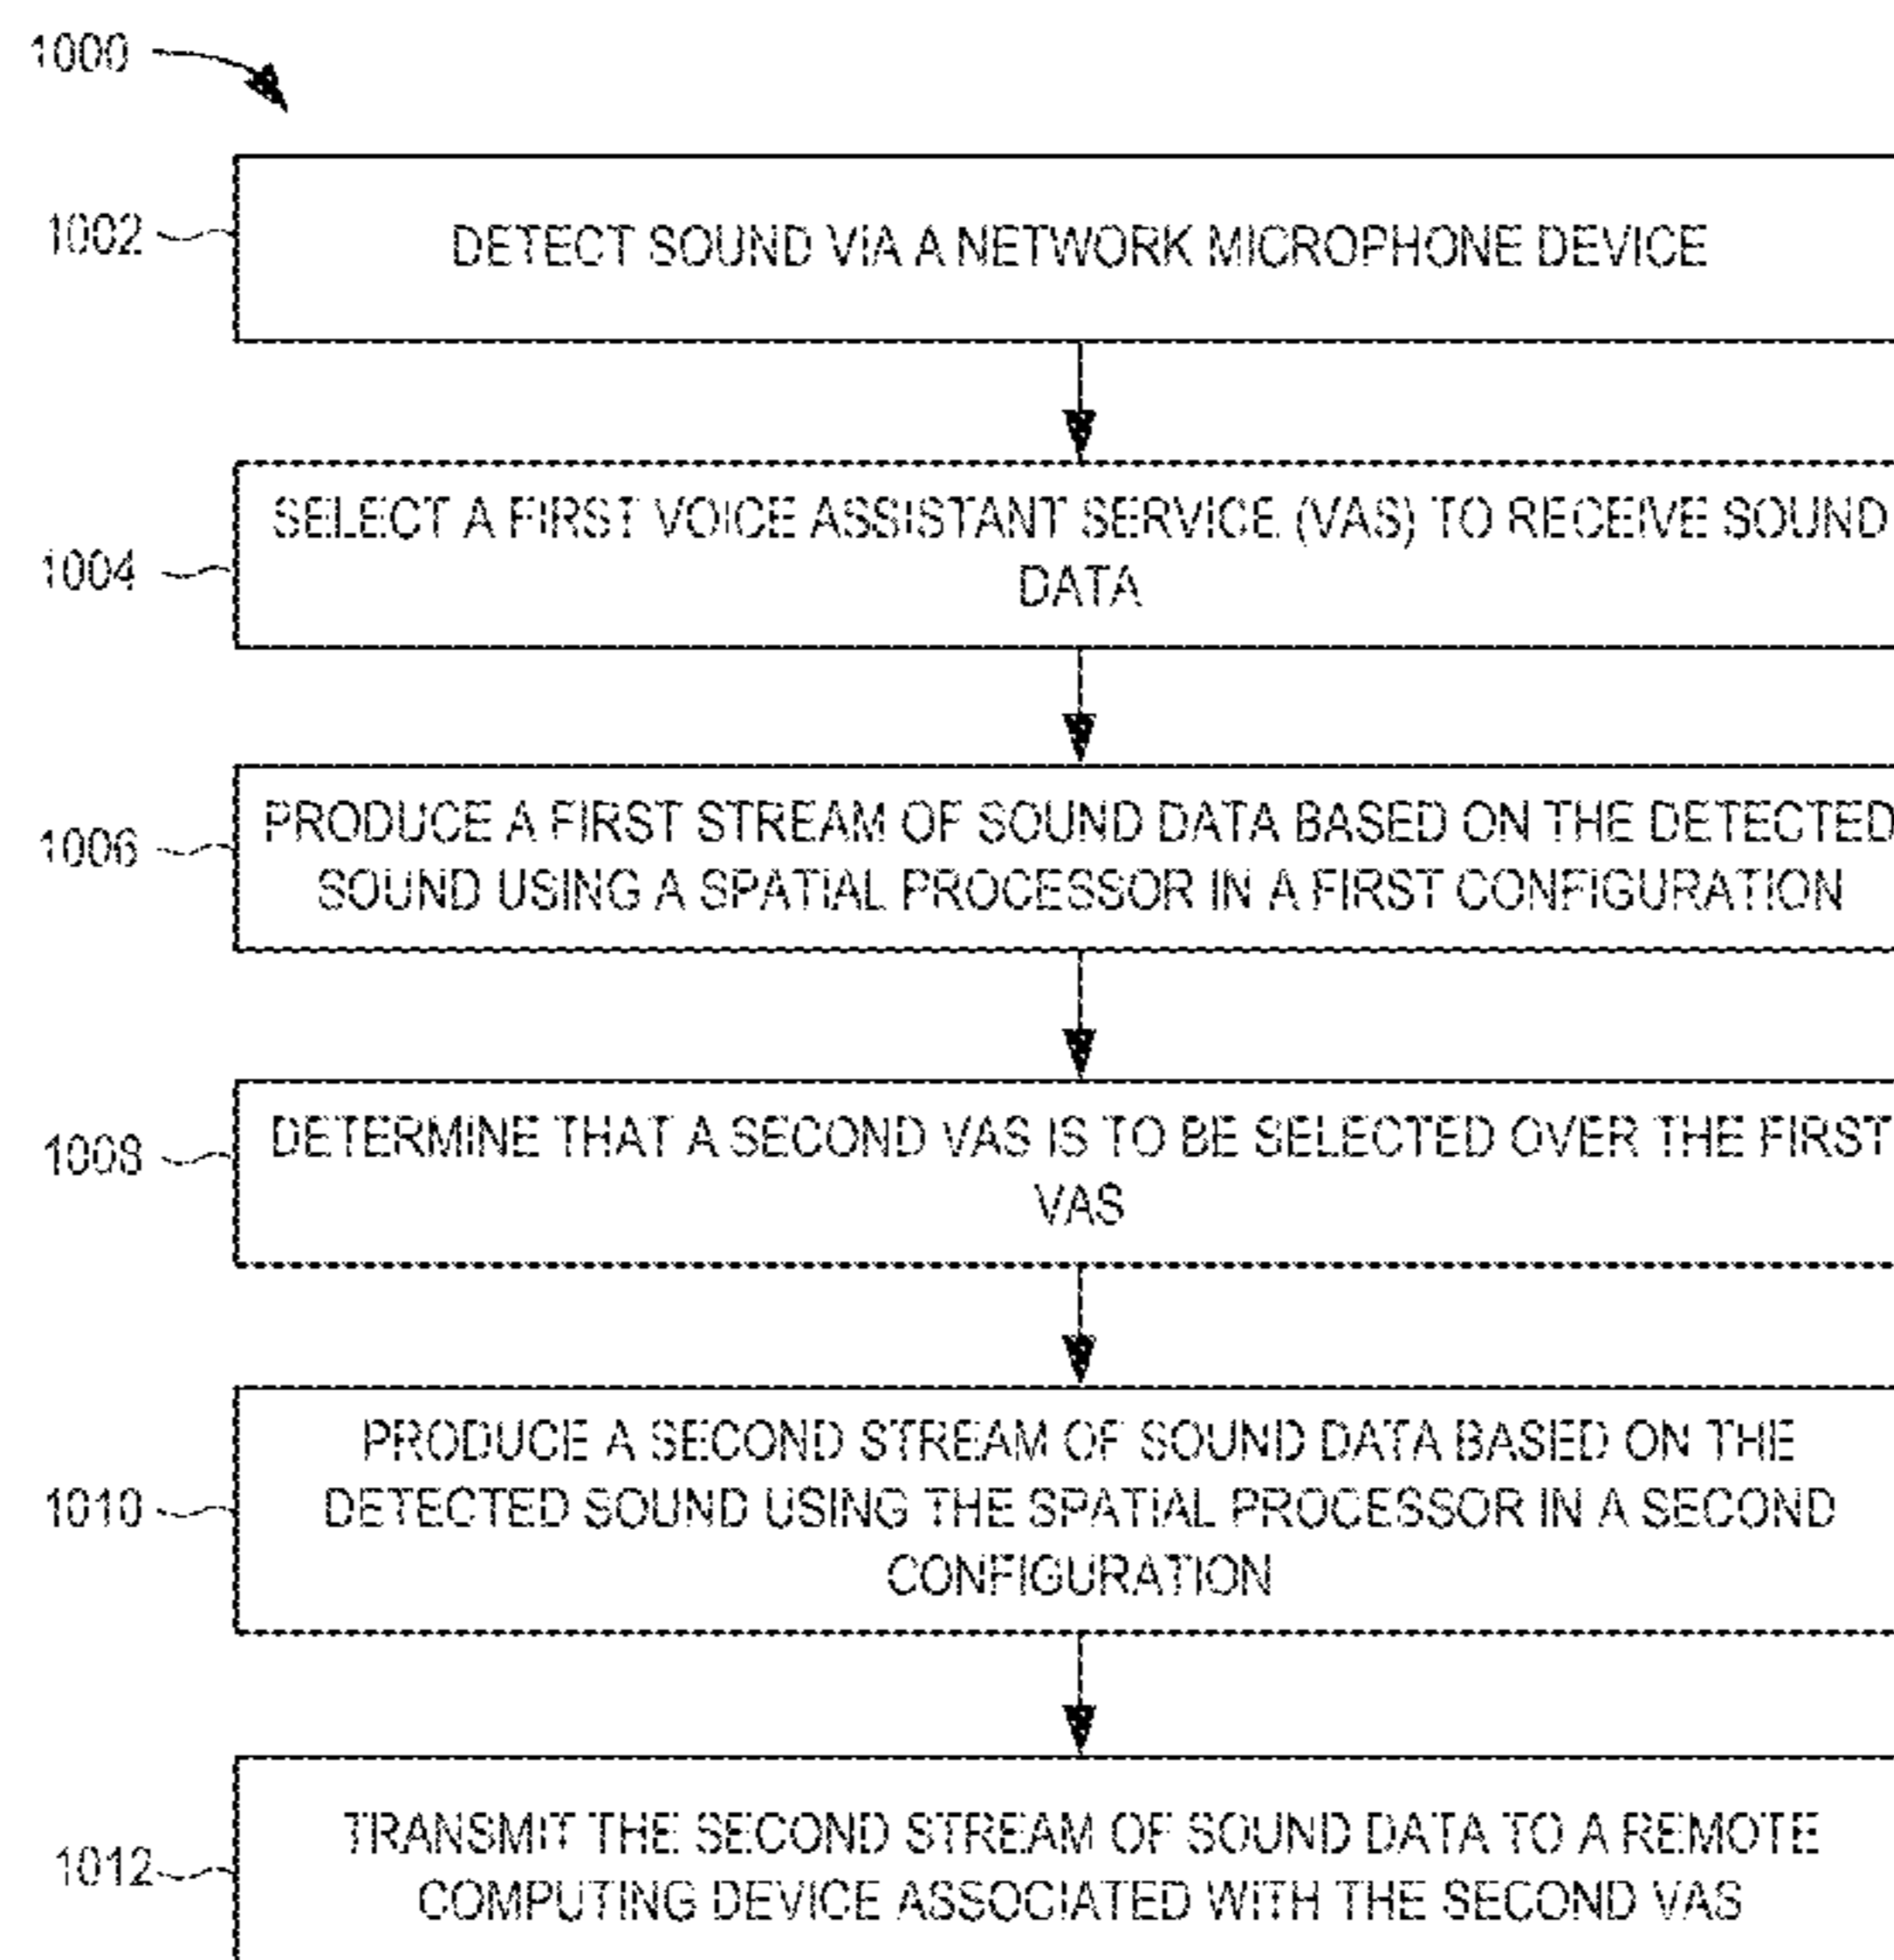 1000
1002
DETECT SOUND VIA A NETWORK MICROPHONE DEVICE
1004
SELECT A FIRST VOICE ASSISTANT SERVICE (VAS) TO RECEIVE SOUND
DATA
1006
PRODUCE A FIRST STREAM OF SOUND DATA BASED ON THE DETECTED
SOUND USING A SPATIAL PROCESSOR IN A FIRST CONFIGURATION
1008
DETERMINE THAT A SECOND VAS IS TO BE SELECTED OVER THE FIRST
VAS
1010
PRODUCE A SECOND STREAM OF SOUND DATA BASED ON THE
DETECTED SOUND USING THE SPATIAL PROCESSOR IN A SECOND
CONFIGURATION
1012
TRANSMIT THE SECOND STREAM OF SOUND DATA TO A REMOTE
COMPUTING DEVICE ASSOCIATED WITH THE SECOND VAS